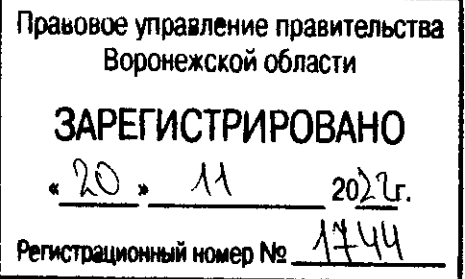 Правовое управление правительства
Воронежской области
ЗАРЕГИСТРИРОВАНО
« 20 » 11 2022г.
Регистрационный номер № 1744